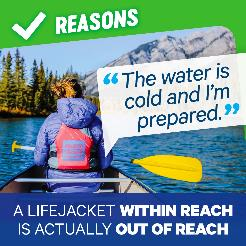 REASONS
“The water is
cold and I’m
prepared.”
A LIFEJACKET WITHIN REACH
IS ACTUALLY OUT OF REACH